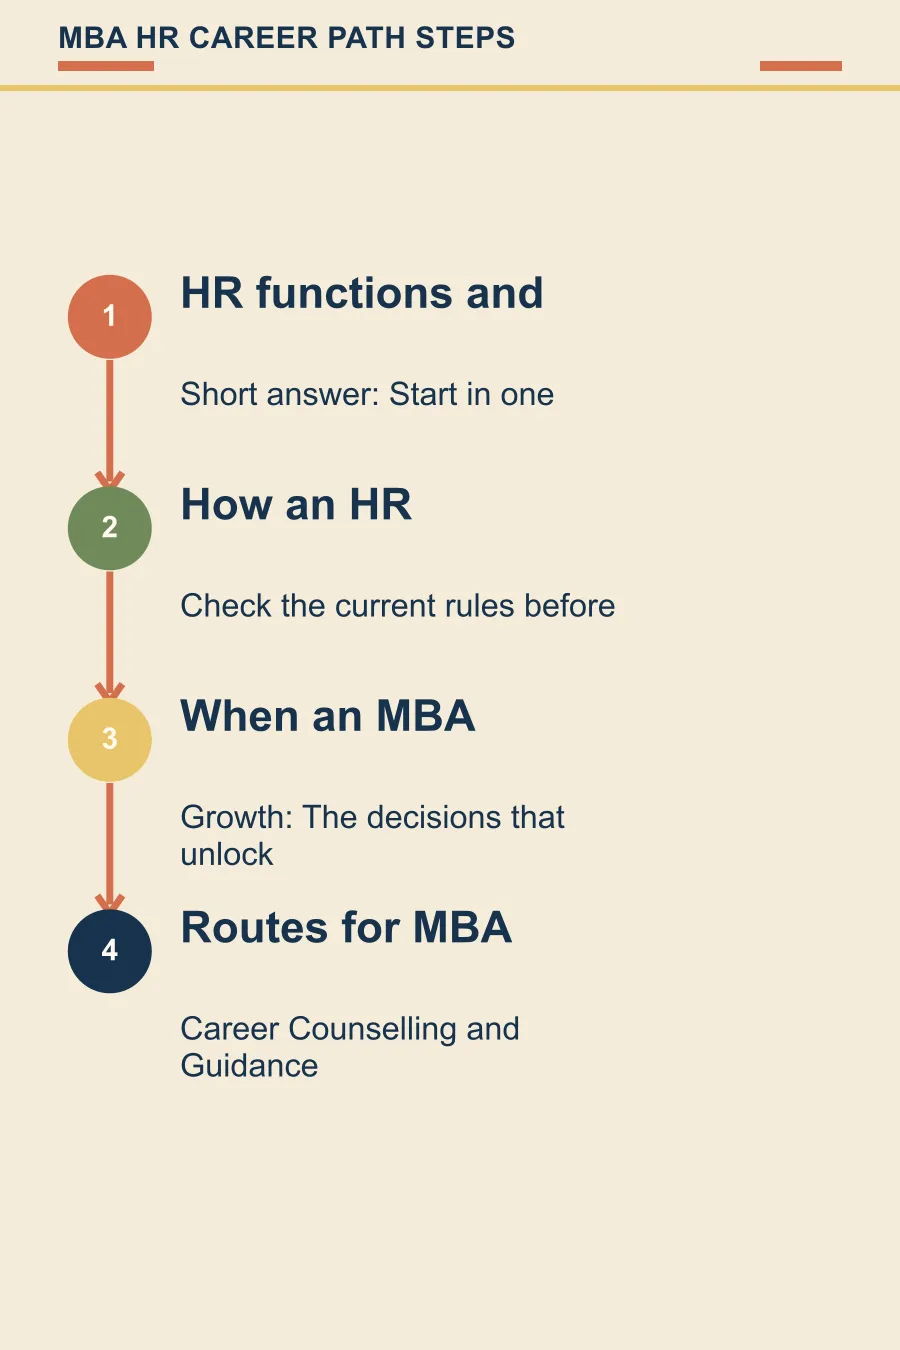 MBA HR CAREER PATH STEPS
1
HR functions and
Short answer: Start in one
2
How an HR
Check the current rules before
3
When an MBA
Growth: The decisions that
unlock
4
Routes for MBA
Career Counselling and
Guidance